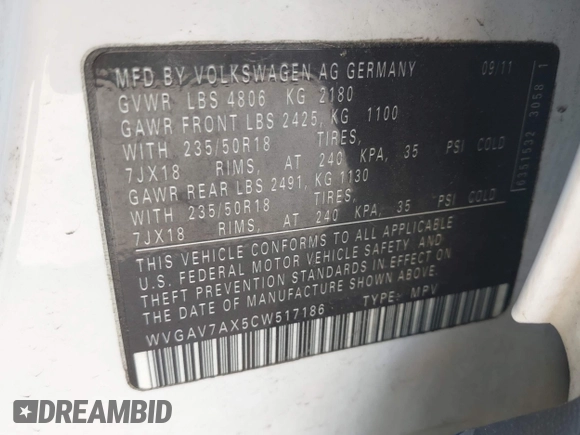 MFD.BY VOLKSWAGEN AG GERMANY 09/11
GVWR LBS 4806 KG 2180
GAWR FRONT LBS 2425, KG 1100
WITH 235/50R18 TIRES,
7JX18 RIMS, AT 240 KPA, 35 PSI COLD
GAWR REAR LBS 2491, KG 1130
WITH 235/50R18 TIRES,
7JX18 RIMS, AT 240 KPA, 35 PSI COLD
THIS VEHICLE CONFORMS TO ALL APPLICABLE
U.S. FEDERAL MOTOR VEHICLE SAFETY AND
THEFT PREVENTION STANDARDS IN EFFECT
ON THE DATE OF MANUFACTURE SHOWN ABOVE.
WVGAV7AX5CW517186 TYPE: MPV
6351532 3058 1
DREAMBID